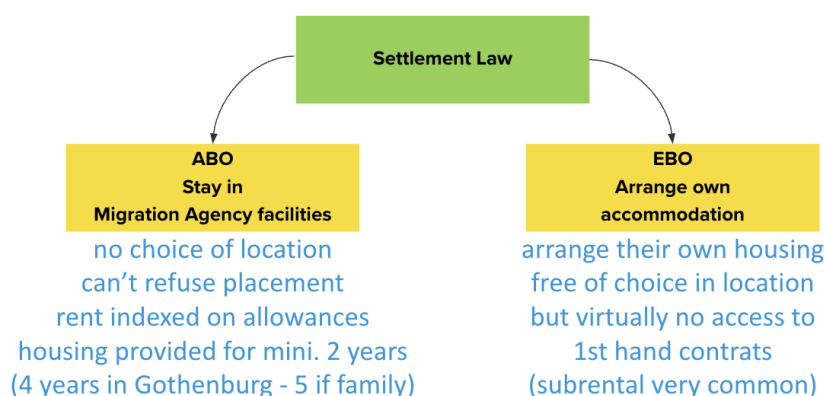 Settlement Law
ABO
Stay in
Migration Agency facilities
no choice of location
can’t refuse placement
rent indexed on allowances
housing provided for mini. 2 years
(4 years in Gothenburg - 5 if family)
EBO
Arrange own
accommodation
arrange their own housing
free of choice in location
but virtually no access to
1st hand contrats
(subrental very common)